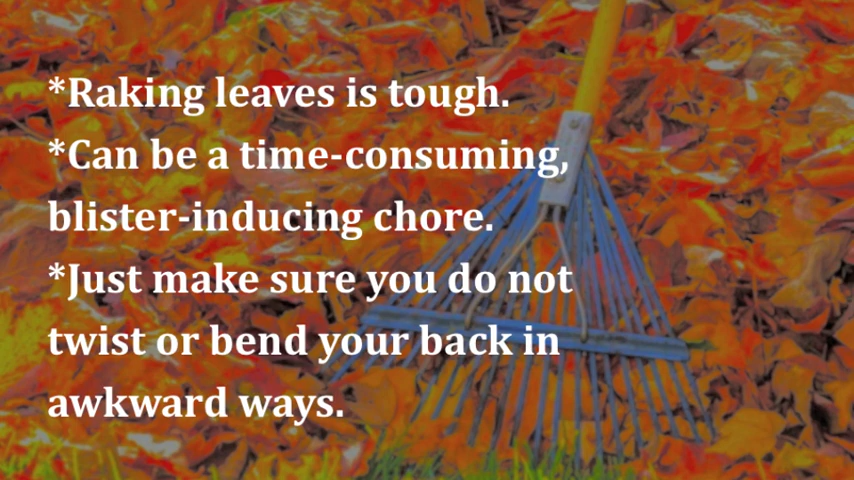 *Raking leaves is tough.
*Can be a time-consuming,
blister-inducing chore.
*Just make sure you do not
twist or bend your back in
awkward ways.